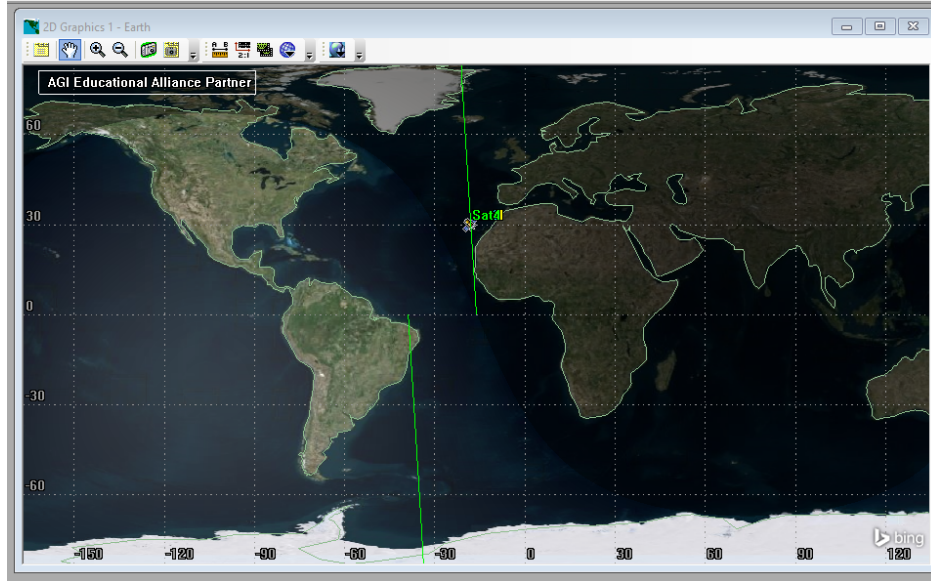 2D Graphics 1 - Earth
AGI Educational Alliance Partner
60
30
Sat4
0
-30
-60
bing
-150 -120 -90 -60 -30 0 30 60 90 120